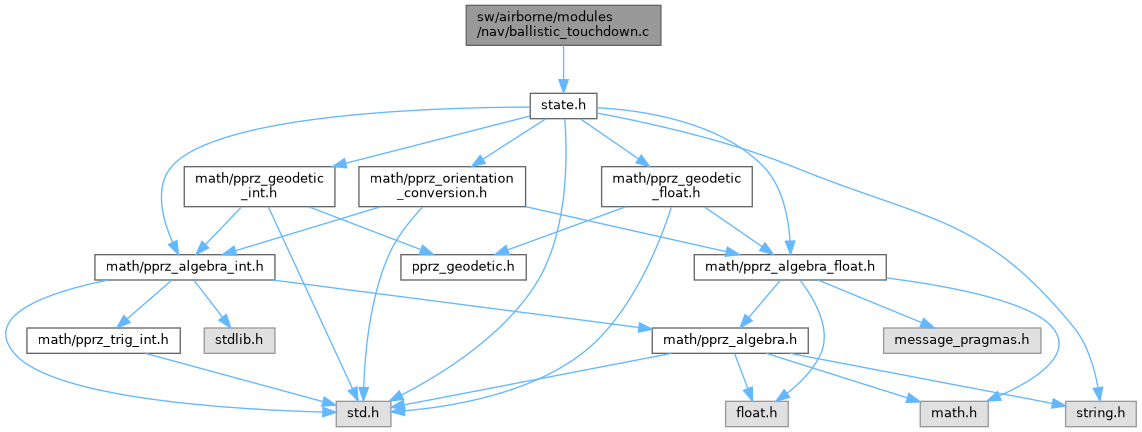 sw/airborne/modules
/nav/ballistic_touchdown.c
state.h
math/pprz_geodetic
_int.h
math/pprz_orientation
_conversion.h
math/pprz_geodetic
_float.h
math/pprz_algebra_int.h
pprz_geodetic.h
math/pprz_algebra_float.h
math/pprz_trig_int.h
stdlib.h
math/pprz_algebra.h
message_pragmas.h
std.h
float.h
math.h
string.h